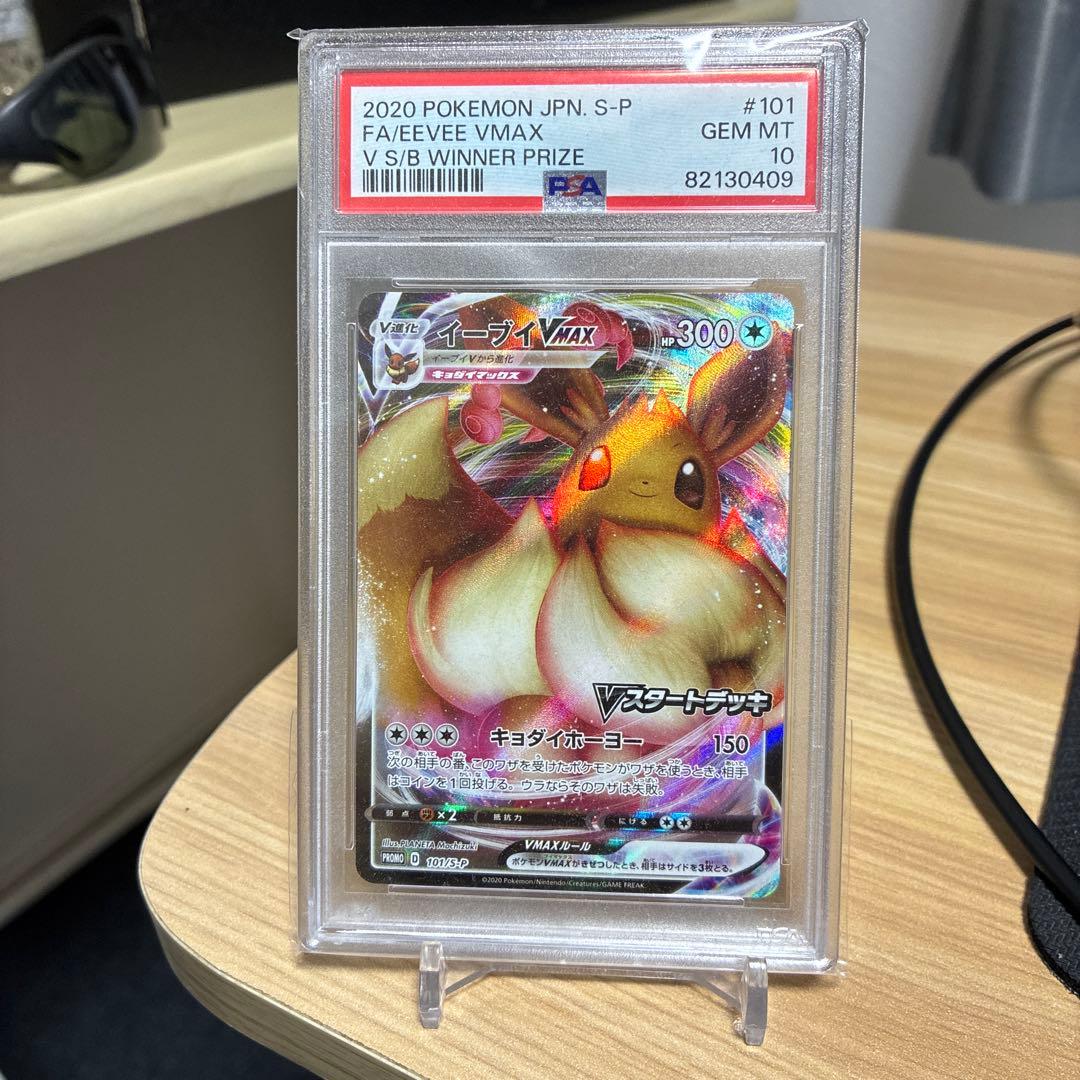 2020 POKEMON JPN. S-P #101
FA/EEVEE VMAX GEM MT
V S/B WINNER PRIZE 10
PSA 82130409
V進化 イーブイVMAX HP 300
イーブイVから進化
キョダイマックス
Vスタートデッキ
キョダイホーヨー 150
次の相手の番、このワザを受けたポケモンがワザを使うとき、相手
はコインを1回投げる。ウラならそのワザは失敗。
弱点 ×2 抵抗力 にげる
Illus.PLANETA Mochizuki VMAXルール
PROMO D 101/S-P ポケモンVMAXがきぜつしたとき、相手はサイドを3枚とる。
©2020 Pokémon/Nintendo/Creatures/GAME FREAK